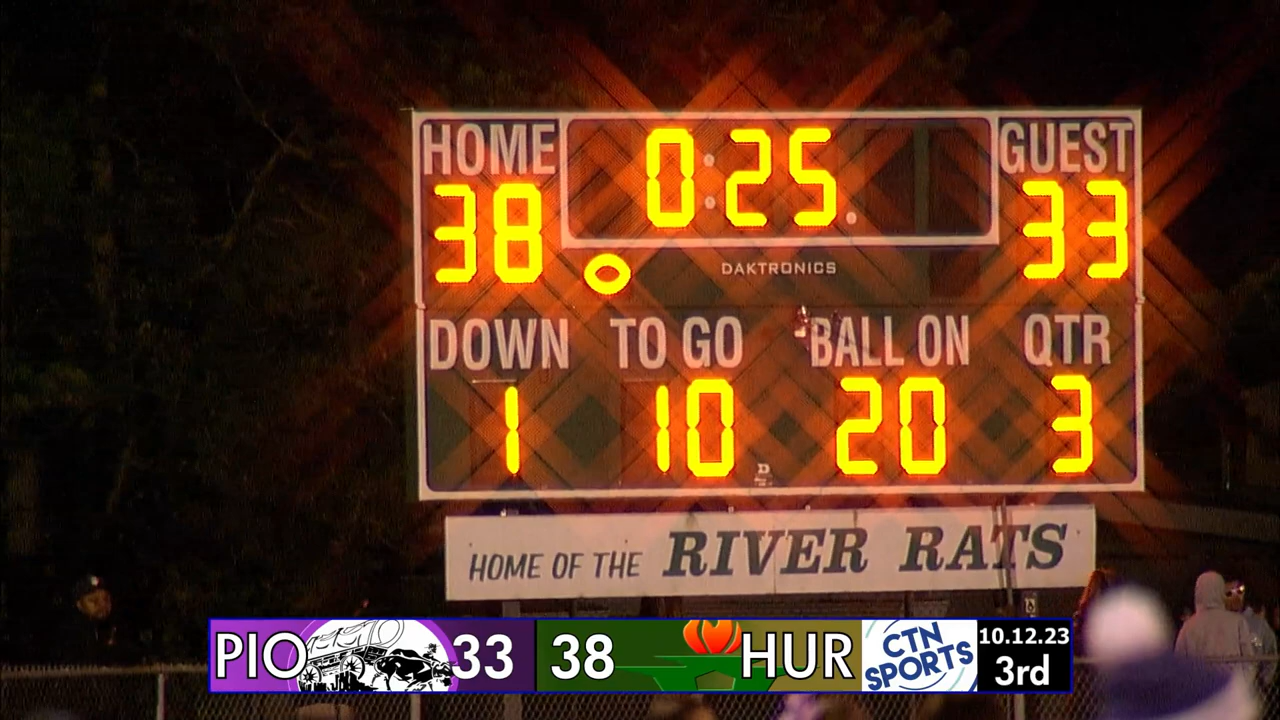 HOME 0:25 GUEST
38 33
DAKTRONICS
DOWN TO GO BALL ON QTR
1 10 20 3
HOME OF THE RIVER RATS
PIO 33 38 HUR CTN SPORTS 10.12.23 3rd